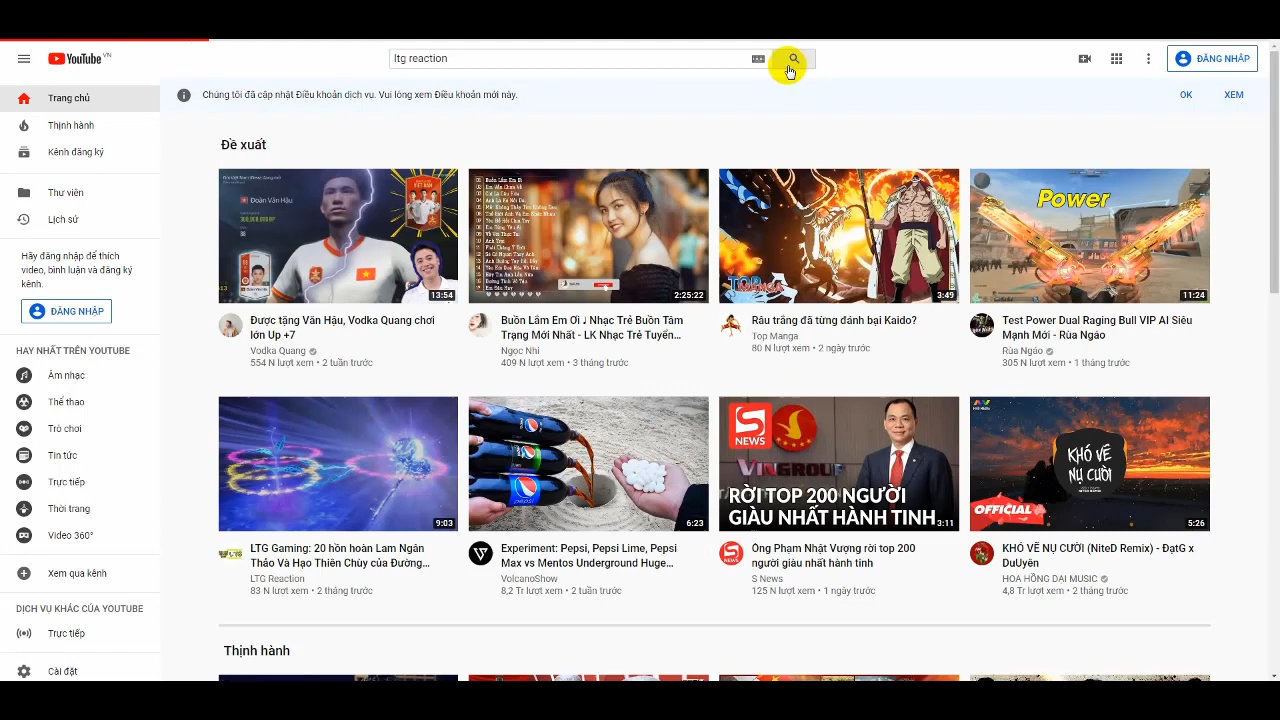 YouTube VN
ltg reaction
ĐĂNG NHẬP
Trang chủ
Thịnh hành
Kênh đăng ký
Thư viện
Lịch sử
Hãy đăng nhập để thích
video, bình luận và đăng ký
kênh.
ĐĂNG NHẬP
HAY NHẤT TRÊN YOUTUBE
Âm nhạc
Thể thao
Trò chơi
Tin tức
Trực tiếp
Thời trang
Video 360°
Xem qua kênh
DỊCH VỤ KHÁC CỦA YOUTUBE
Trực tiếp
Cài đặt
Chúng tôi đã cập nhật Điều khoản dịch vụ. Vui lòng xem Điều khoản mới này.
OK
XEM
Đề xuất
Đoàn Văn Hậu
13:54
Được tặng Văn Hậu, Vodka Quang chơi
lớn Up +7
Vodka Quang
554 N lượt xem • 2 tuần trước
2:25:22
Buồn Lắm Em Ơi ♪ Nhạc Trẻ Buồn Tâm
Trạng Mới Nhất - LK Nhạc Trẻ Tuyển...
Ngọc Nhi
409 N lượt xem • 3 tháng trước
TOP
MANGA
3:49
Râu trắng đã từng đánh bại Kaido?
Top Manga
80 N lượt xem • 2 ngày trước
Power
11:24
Test Power Dual Raging Bull VIP AI Siêu
Mạnh Mới - Rùa Ngáo
Rùa Ngáo
305 N lượt xem • 1 tháng trước
9:03
LTG Gaming: 20 hồn hoàn Lam Ngân
Thảo Và Hạo Thiên Chùy của Đường...
LTG Reaction
83 N lượt xem • 2 tháng trước
pepsi
6:23
Experiment: Pepsi, Pepsi Lime, Pepsi
Max vs Mentos Underground Huge...
VolcanoShow
8,2 Tr lượt xem • 2 tuần trước
S
NEWS
VINGROUP
RỜI TOP 200 NGƯỜI
GIÀU NHẤT HÀNH TINH
3:11
Ông Phạm Nhật Vượng rời top 200
người giàu nhất hành tinh
S News
125 N lượt xem • 1 ngày trước
KHÓ VẼ
NỤ CƯỜI
OFFICIAL
5:26
KHÓ VẼ NỤ CƯỜI (NiteD Remix) - ĐạtG x
DuUyên
HOA HỒNG DẠI MUSIC
4,8 Tr lượt xem • 2 tháng trước
Thịnh hành